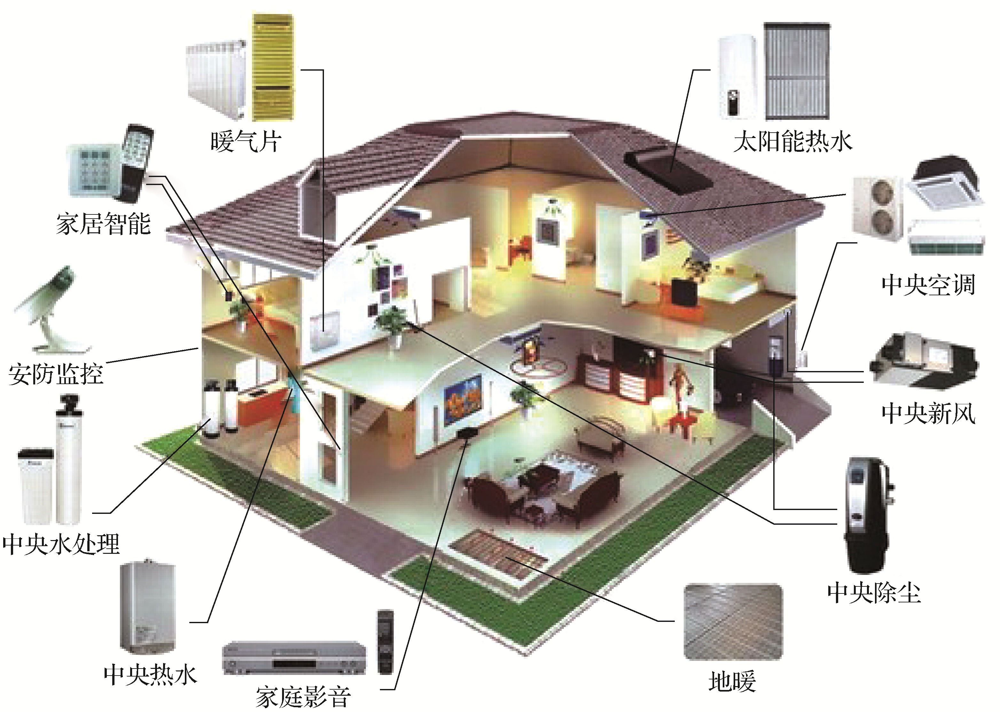 暖气片
太阳能热水
家居智能
中央空调
安防监控
中央新风
中央水处理
中央除尘
中央热水
家庭影音
地暖